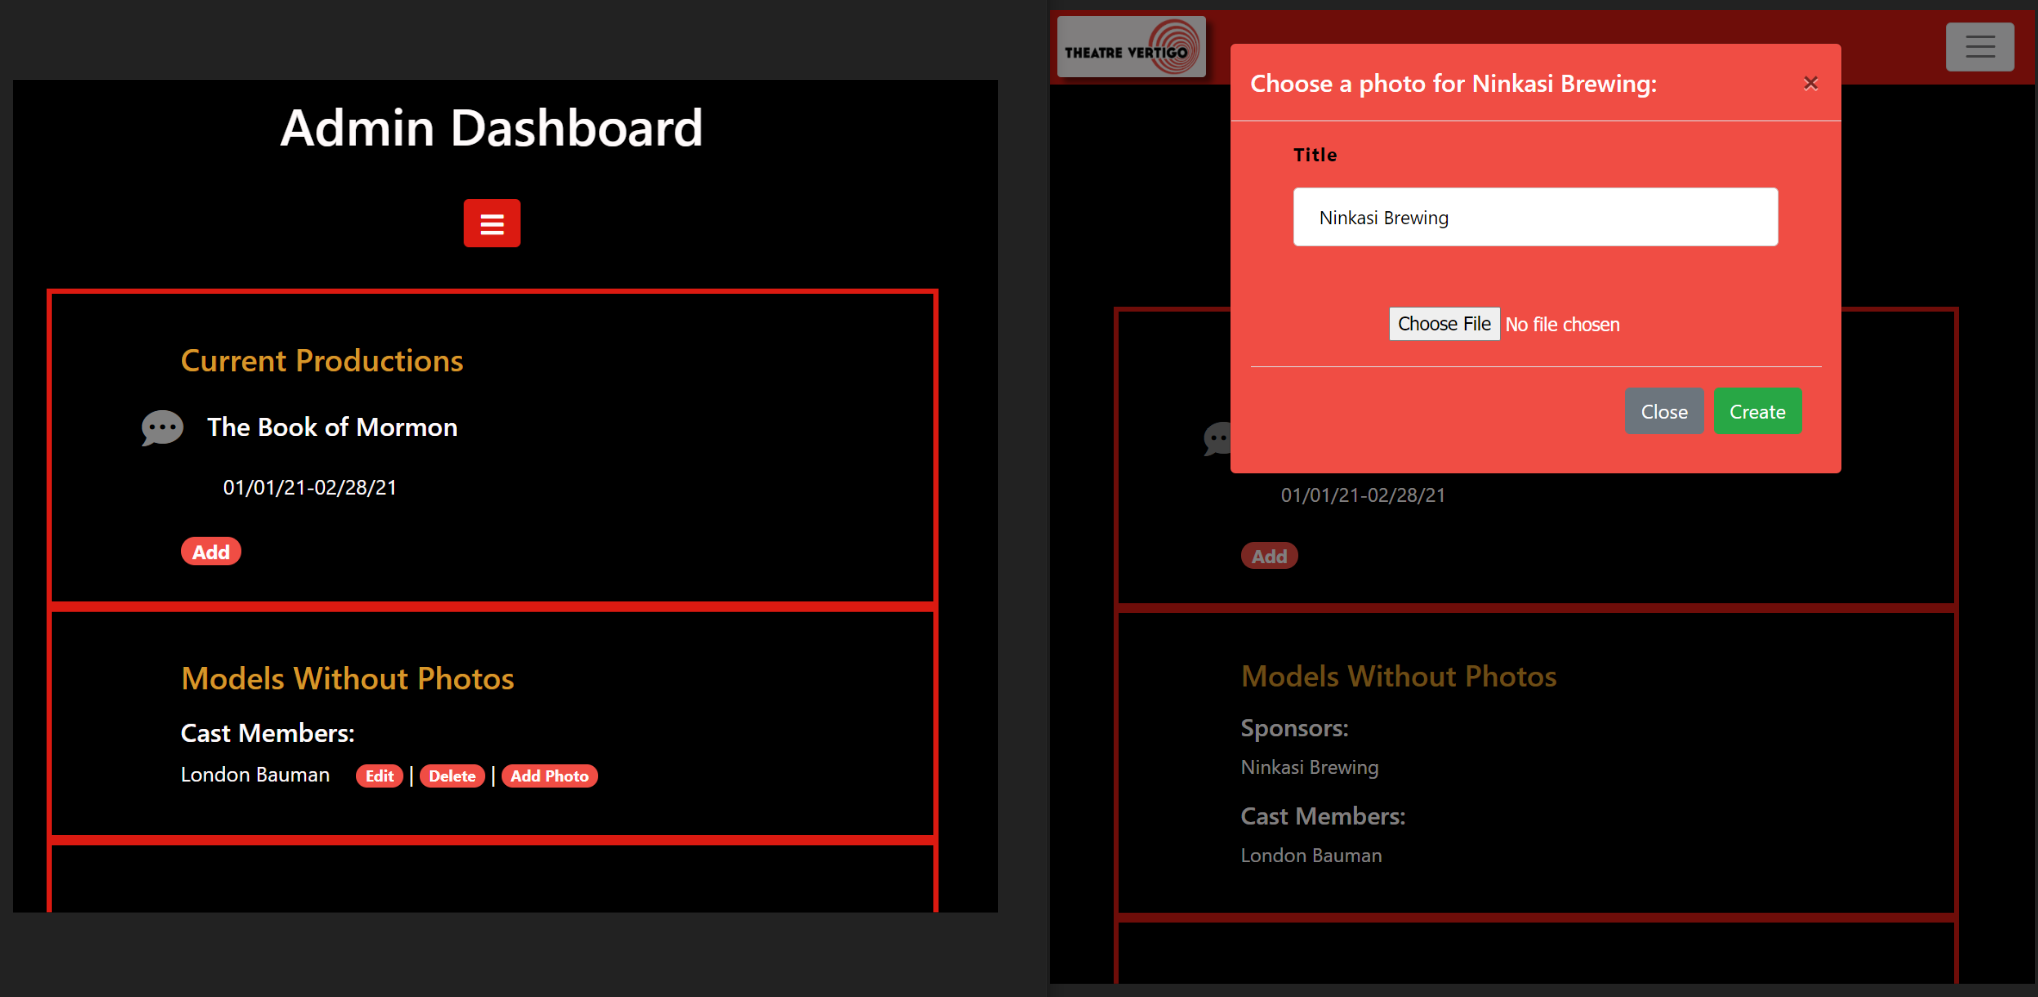 Admin Dashboard
Current Productions
The Book of Mormon
01/01/21-02/28/21
Add
Models Without Photos
Cast Members:
London Bauman Edit | Delete | Add Photo
THEATRE VERTIGO
Choose a photo for Ninkasi Brewing: ×
Title
Ninkasi Brewing
Choose File No file chosen
Close Create
01/01/21-02/28/21
Add
Models Without Photos
Sponsors:
Ninkasi Brewing
Cast Members:
London Bauman